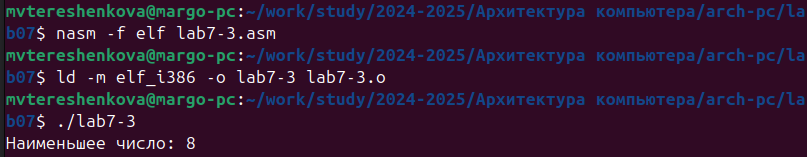 mvtereshenkova@margo-pc:~/work/study/2024-2025/Архитектура компьютера/arch-pc/la
b07$ nasm -f elf lab7-3.asm
mvtereshenkova@margo-pc:~/work/study/2024-2025/Архитектура компьютера/arch-pc/la
b07$ ld -m elf_i386 -o lab7-3 lab7-3.o
mvtereshenkova@margo-pc:~/work/study/2024-2025/Архитектура компьютера/arch-pc/la
b07$ ./lab7-3
Наименьшее число: 8